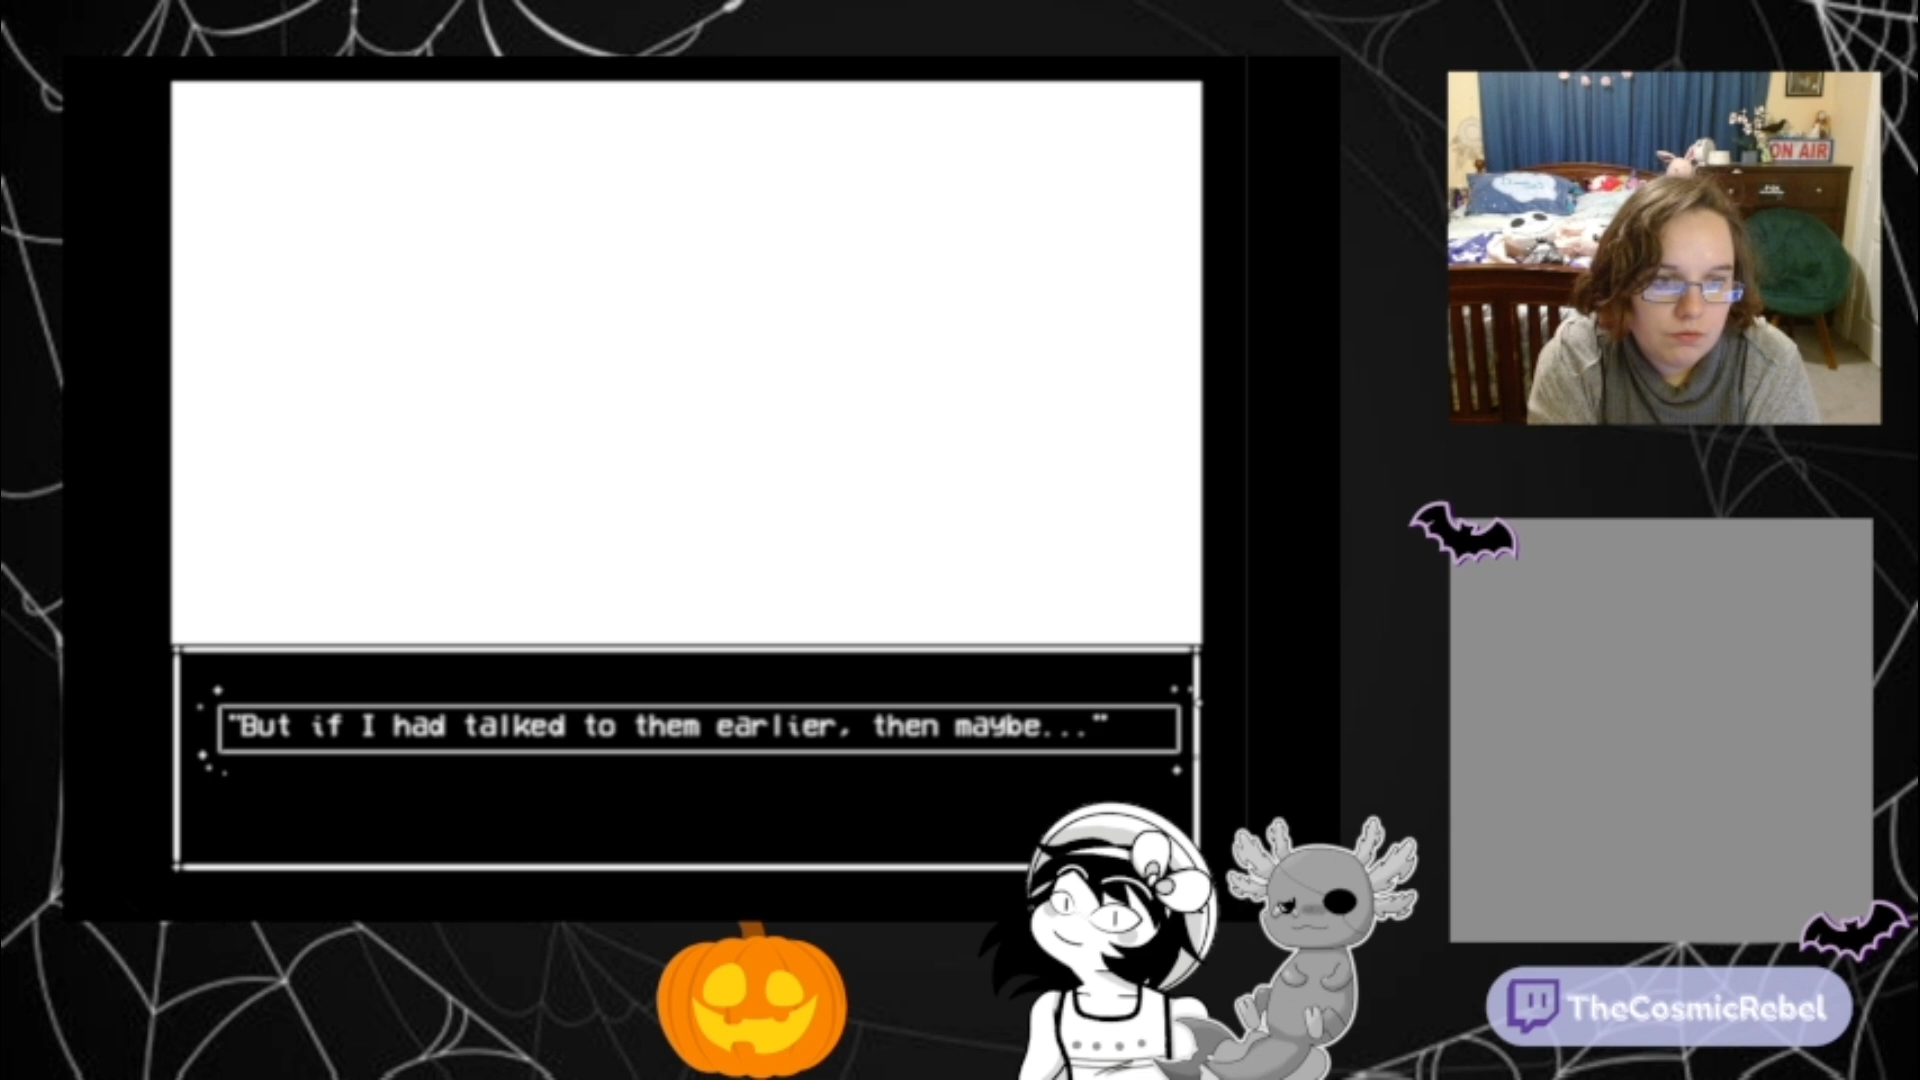 ON AIR
"But if I had talked to them earlier, then maybe..."
TheCosmicRebel